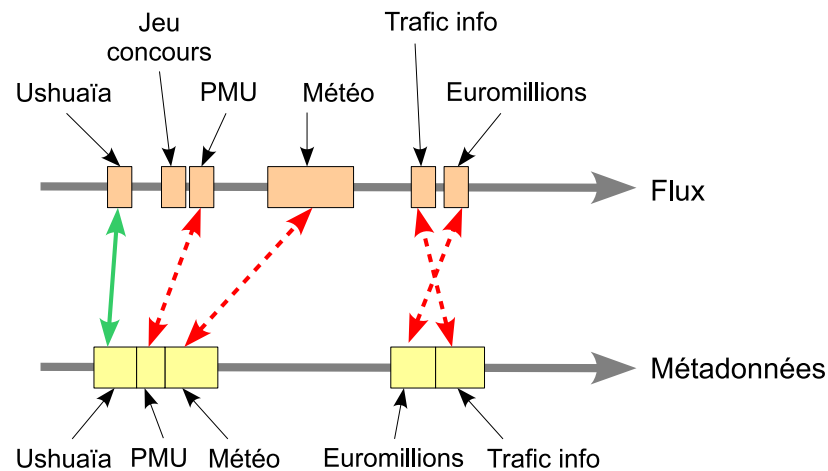 Jeu
concours
Trafic info
Ushuaïa
PMU
Météo
Euromillions
Flux
Métadonnées
Ushuaïa
PMU
Météo
Euromillions
Trafic info